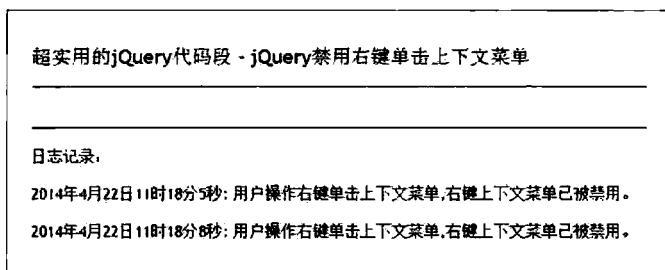 超实用的jQuery代码段 - jQuery禁用右键单击上下文菜单
日志记录:
2014年4月22日11时18分5秒: 用户操作右键单击上下文菜单,右键上下文菜单已被禁用。
2014年4月22日11时18分8秒: 用户操作右键单击上下文菜单,右键上下文菜单已被禁用。